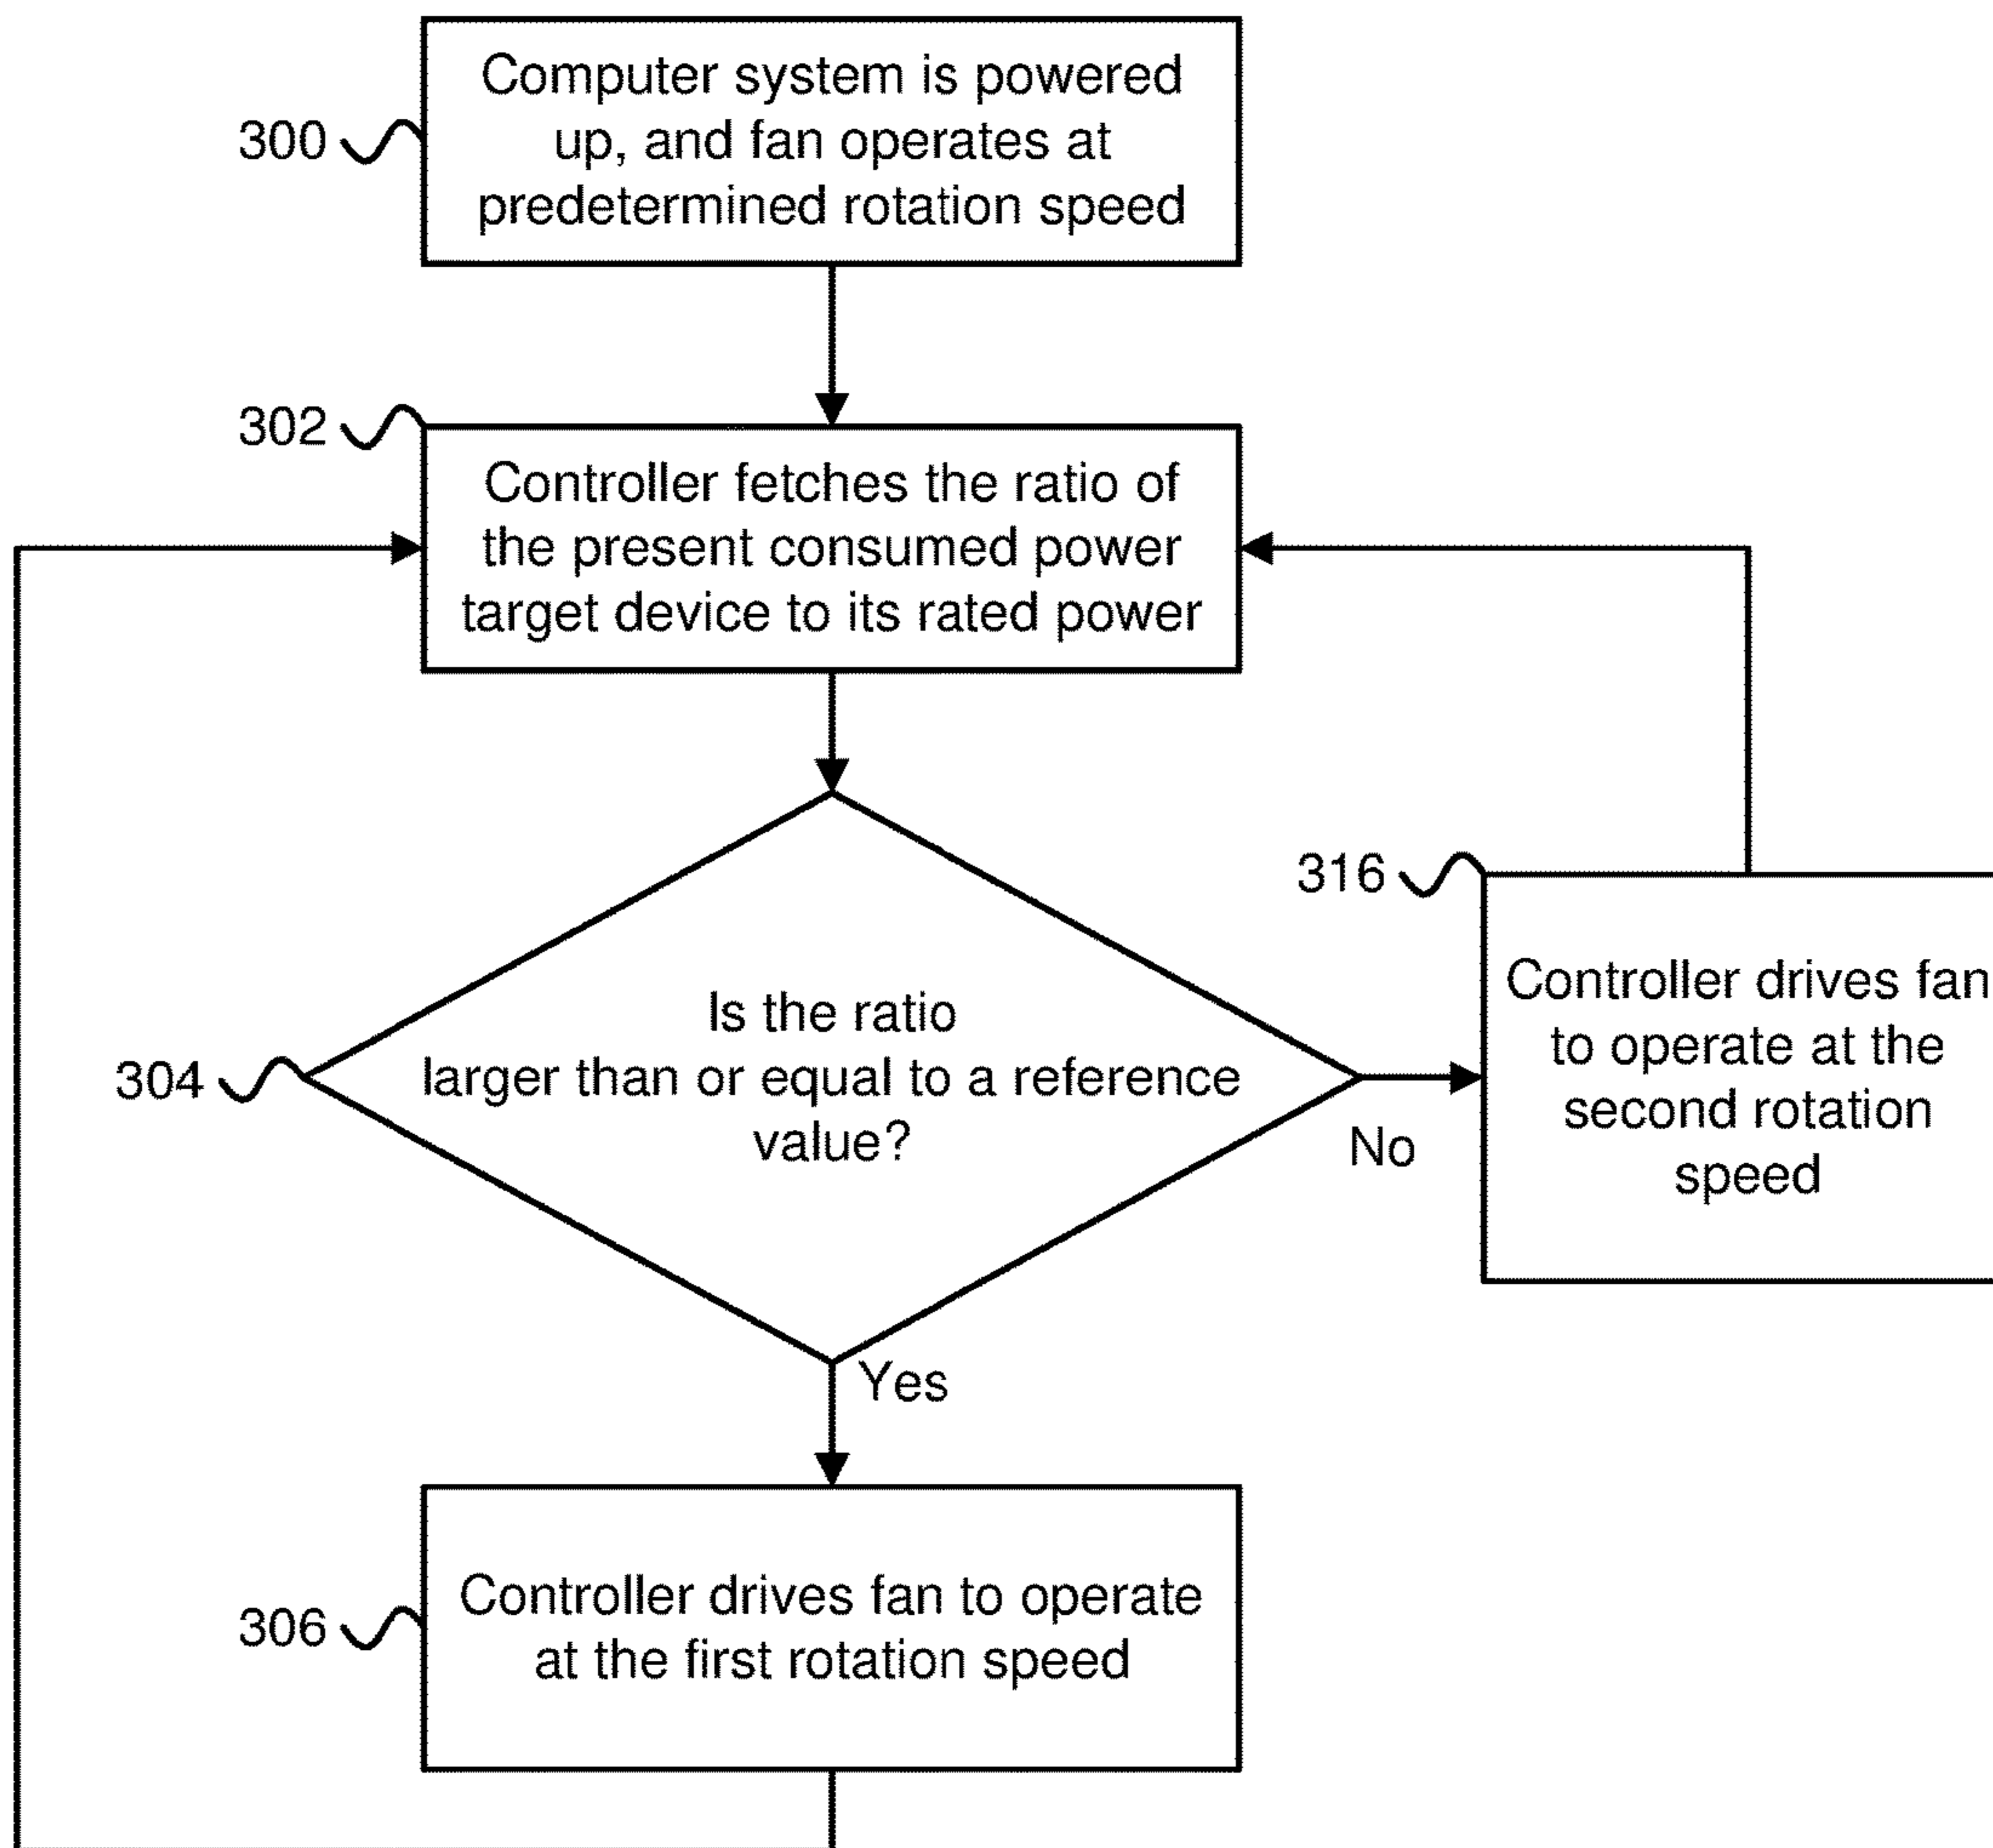 300
Computer system is powered
up, and fan operates at
predetermined rotation speed
302
Controller fetches the ratio of
the present consumed power
target device to its rated power
304
Is the ratio
larger than or equal to a reference
value?
No
316
Controller drives fan
to operate at the
second rotation
speed
Yes
306
Controller drives fan to operate
at the first rotation speed